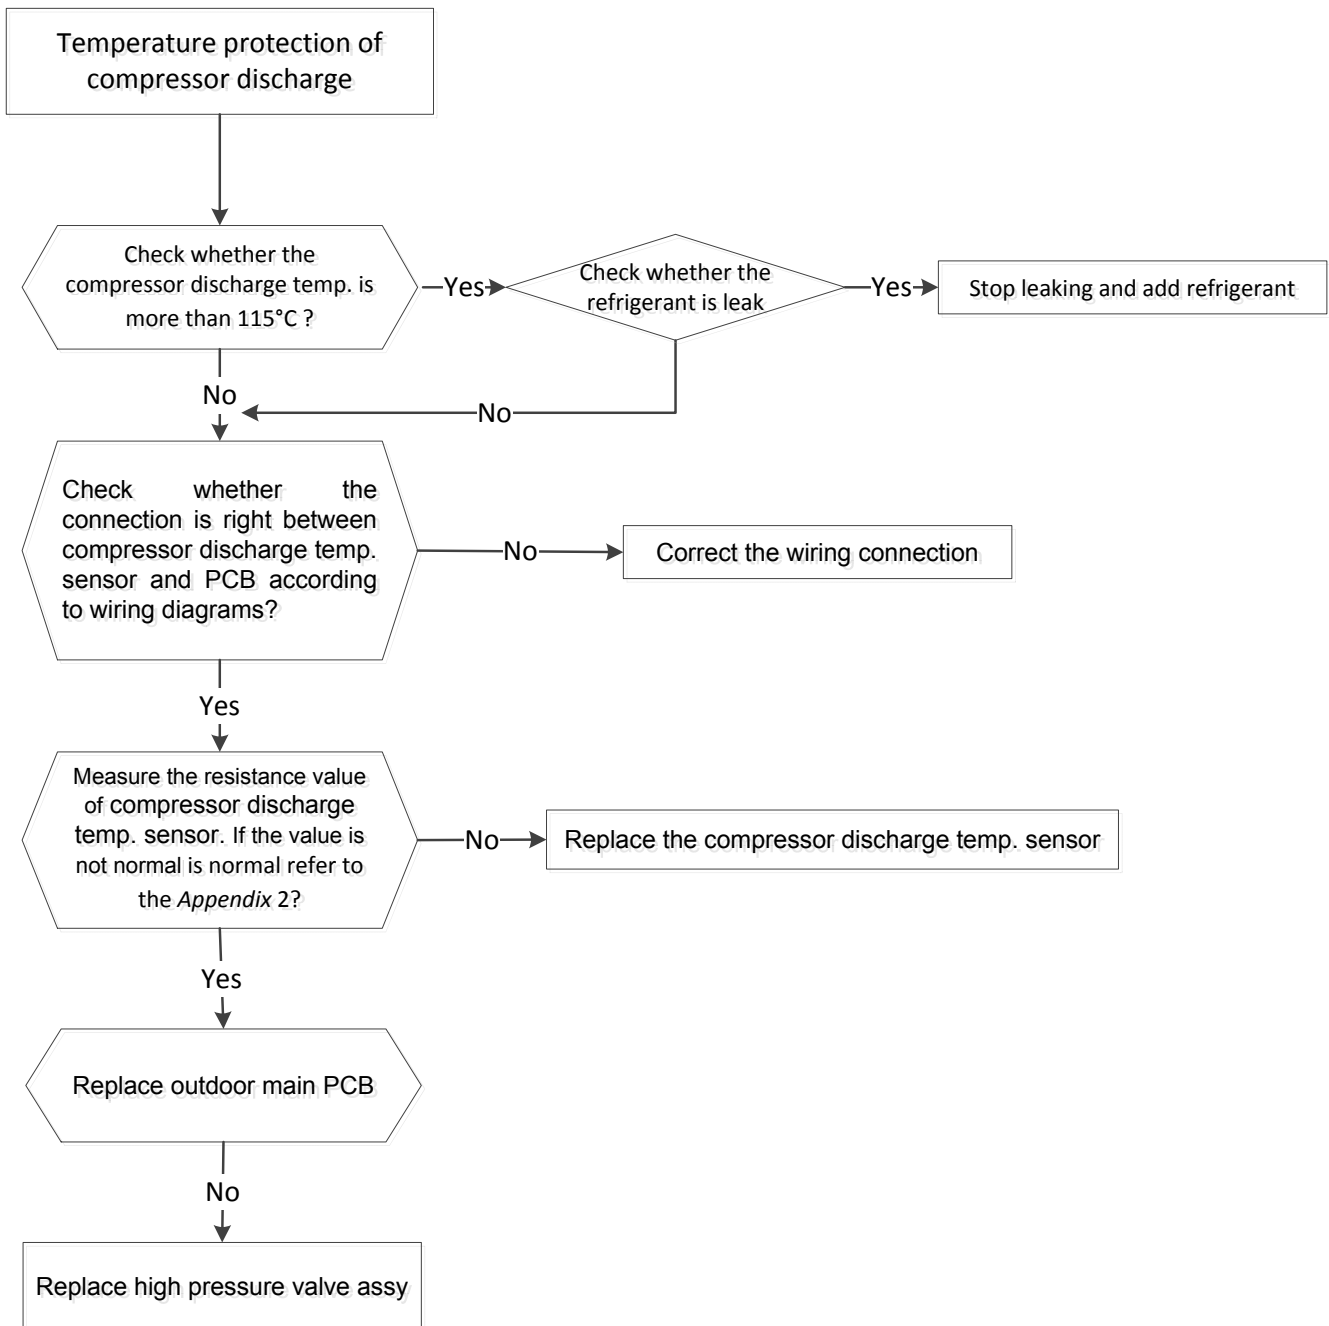 Temperature protection of
compressor discharge
Check whether the
compressor discharge temp. is
more than 115°C ?
Yes
Check whether the
refrigerant is leak
Yes
Stop leaking and add refrigerant
No
No
Check whether the
connection is right between
compressor discharge temp.
sensor and PCB according
to wiring diagrams?
No
Correct the wiring connection
Yes
Measure the resistance value
of compressor discharge
temp. sensor. If the value is
not normal is normal refer to
the Appendix 2?
No
Replace the compressor discharge temp. sensor
Yes
Replace outdoor main PCB
No
Replace high pressure valve assy